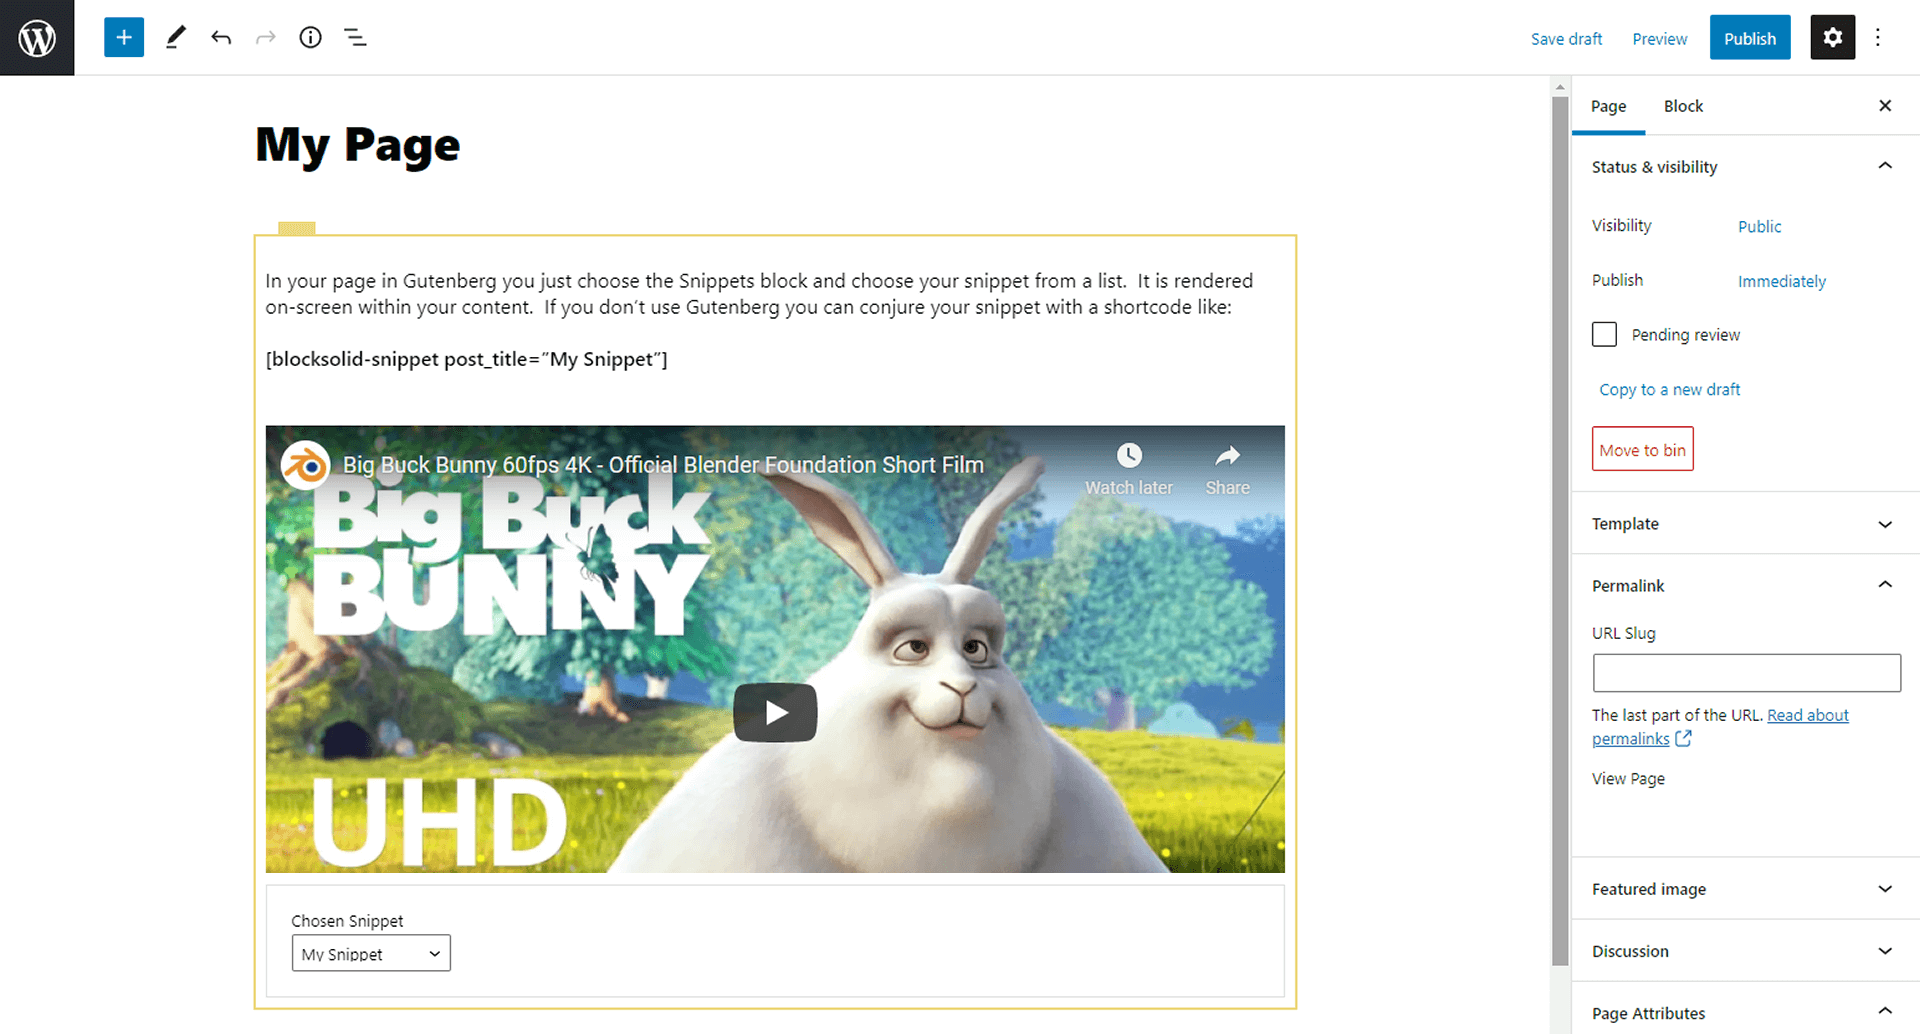 Save draft
Preview
Publish
My Page
In your page in Gutenberg you just choose the Snippets block and choose your snippet from a list.  It is rendered
on-screen within your content.  If you don’t use Gutenberg you can conjure your snippet with a shortcode like:
[blocksolid-snippet post_title=”My Snippet”]
Big Buck Bunny 60fps 4K - Official Blender Foundation Short Film
Watch later
Share
Big Buck
BUNNY
UHD
Chosen Snippet
My Snippet
Page
Block
Status & visibility
Visibility
Public
Publish
Immediately
Pending review
Copy to a new draft
Move to bin
Template
Permalink
URL Slug
The last part of the URL. Read about
permalinks
View Page
Featured image
Discussion
Page Attributes